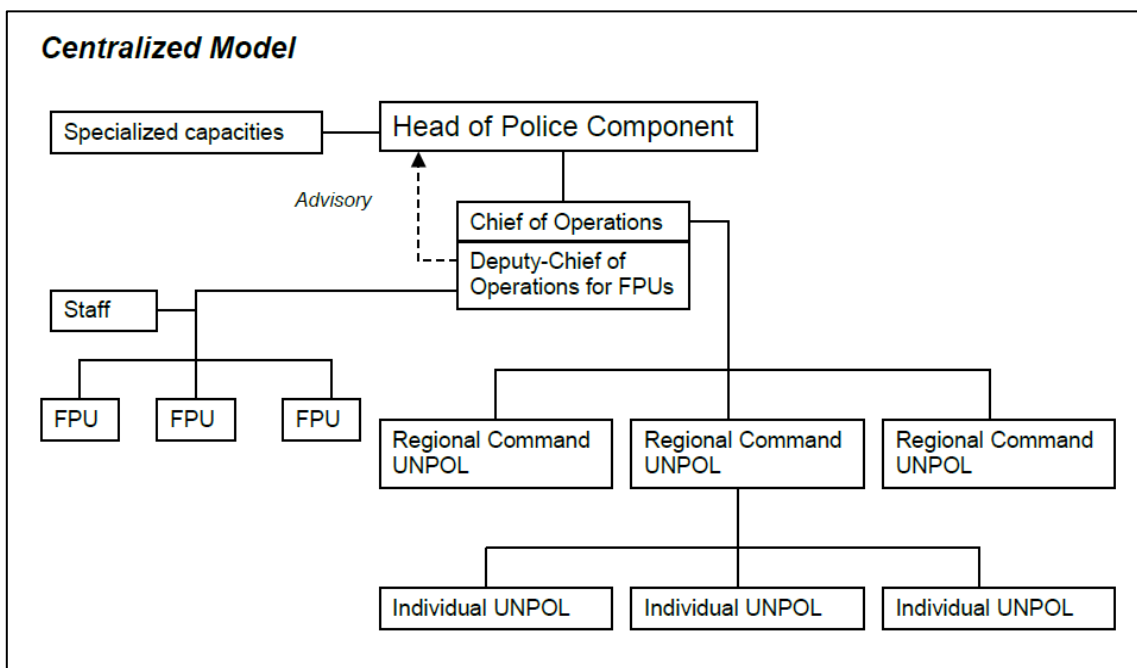 Centralized Model
Specialized capacities
Head of Police Component
Advisory
Chief of Operations
Deputy-Chief of
Operations for FPUs
Staff
FPU
FPU
FPU
Regional Command
UNPOL
Regional Command
UNPOL
Regional Command
UNPOL
Individual UNPOL
Individual UNPOL
Individual UNPOL